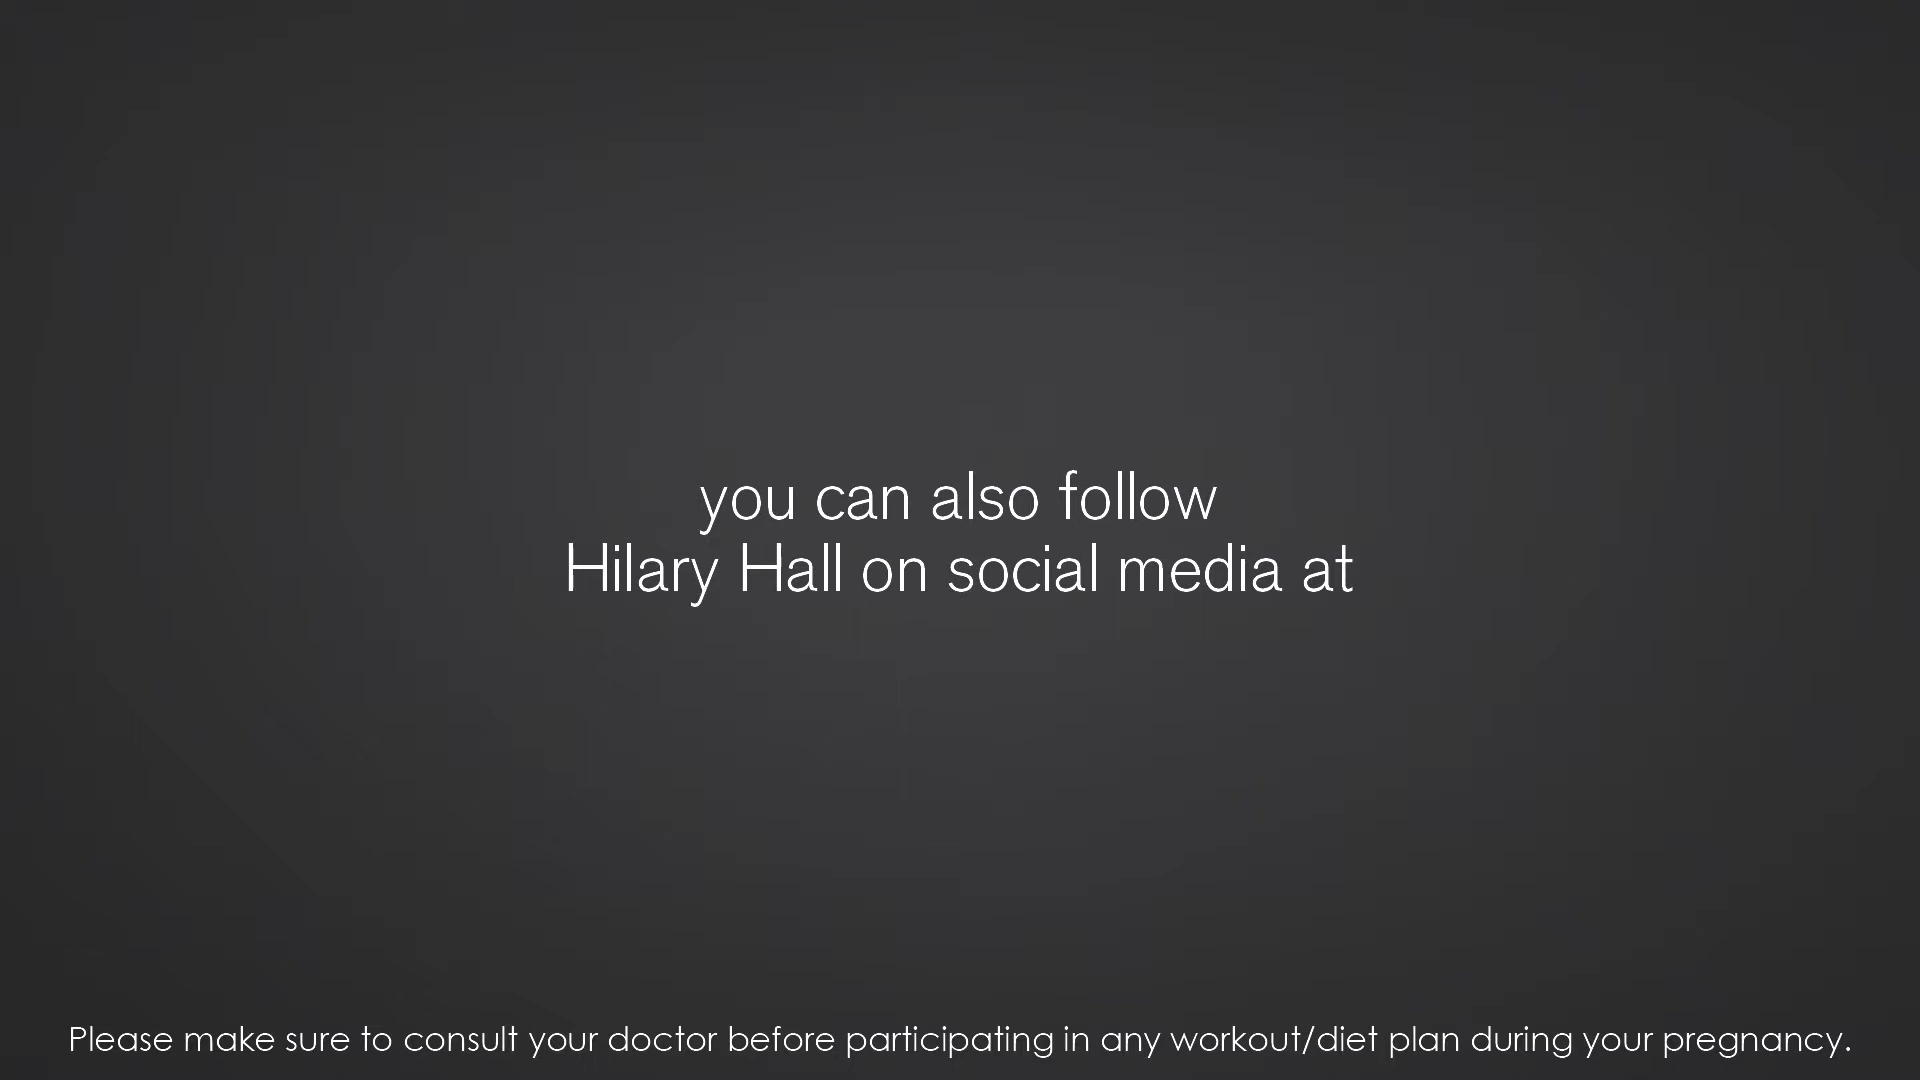 you can also follow
Hilary Hall on social media at
Please make sure to consult your doctor before participating in any workout/diet plan during your pregnancy.